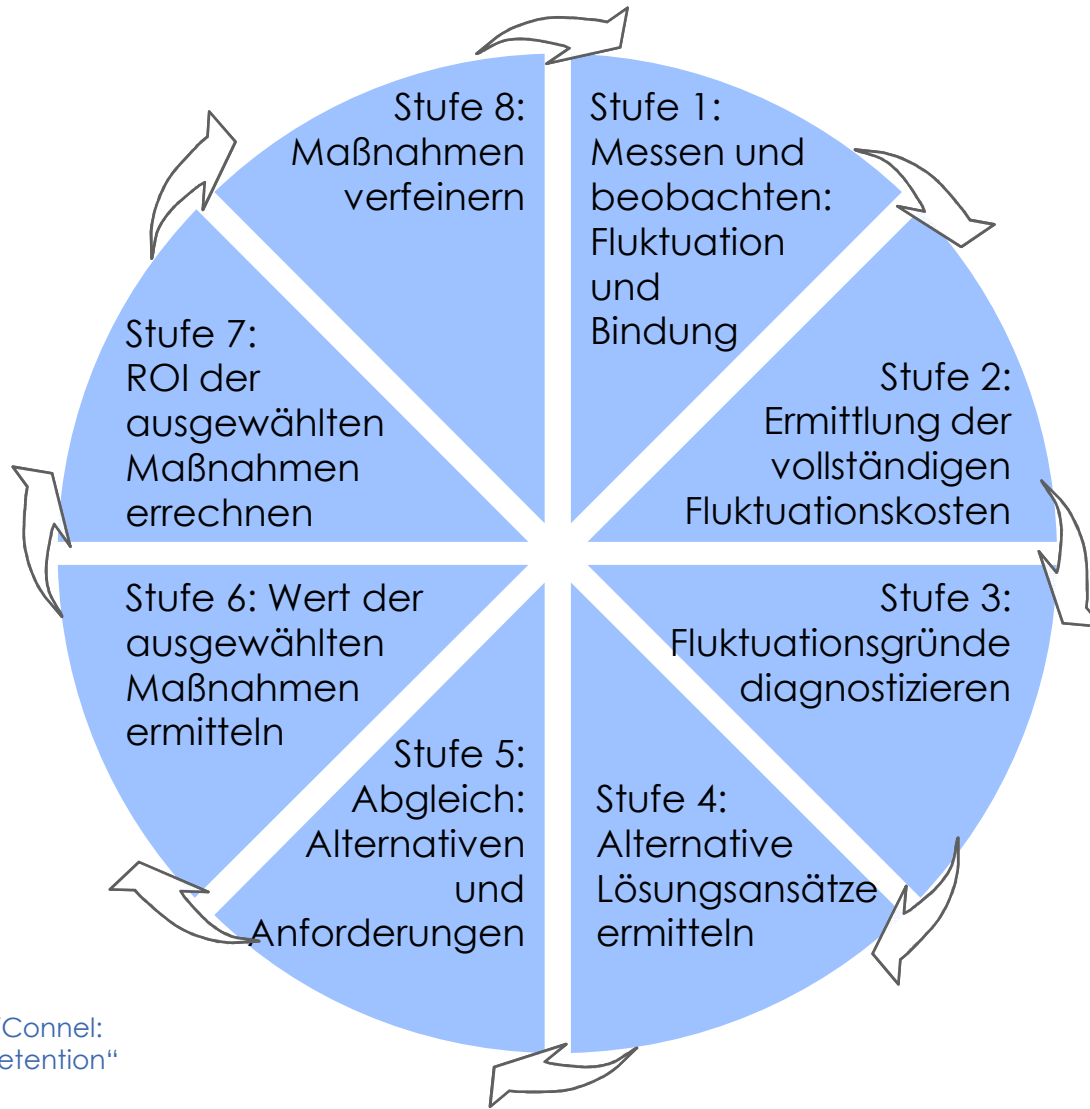 Stufe 8:
Maßnahmen
verfeinern
Stufe 1:
Messen und
beobachten:
Fluktuation
und
Bindung
Stufe 7:
ROI der
ausgewählten
Maßnahmen
errechnen
Stufe 2:
Ermittlung der
vollständigen
Fluktuationskosten
Stufe 6: Wert der
ausgewählten
Maßnahmen
ermitteln
Stufe 3:
Fluktuationsgründe
diagnostizieren
Stufe 5:
Abgleich:
Alternativen
und
Anforderungen
Stufe 4:
Alternative
Lösungsansätze
ermitteln
Connel:
etention“